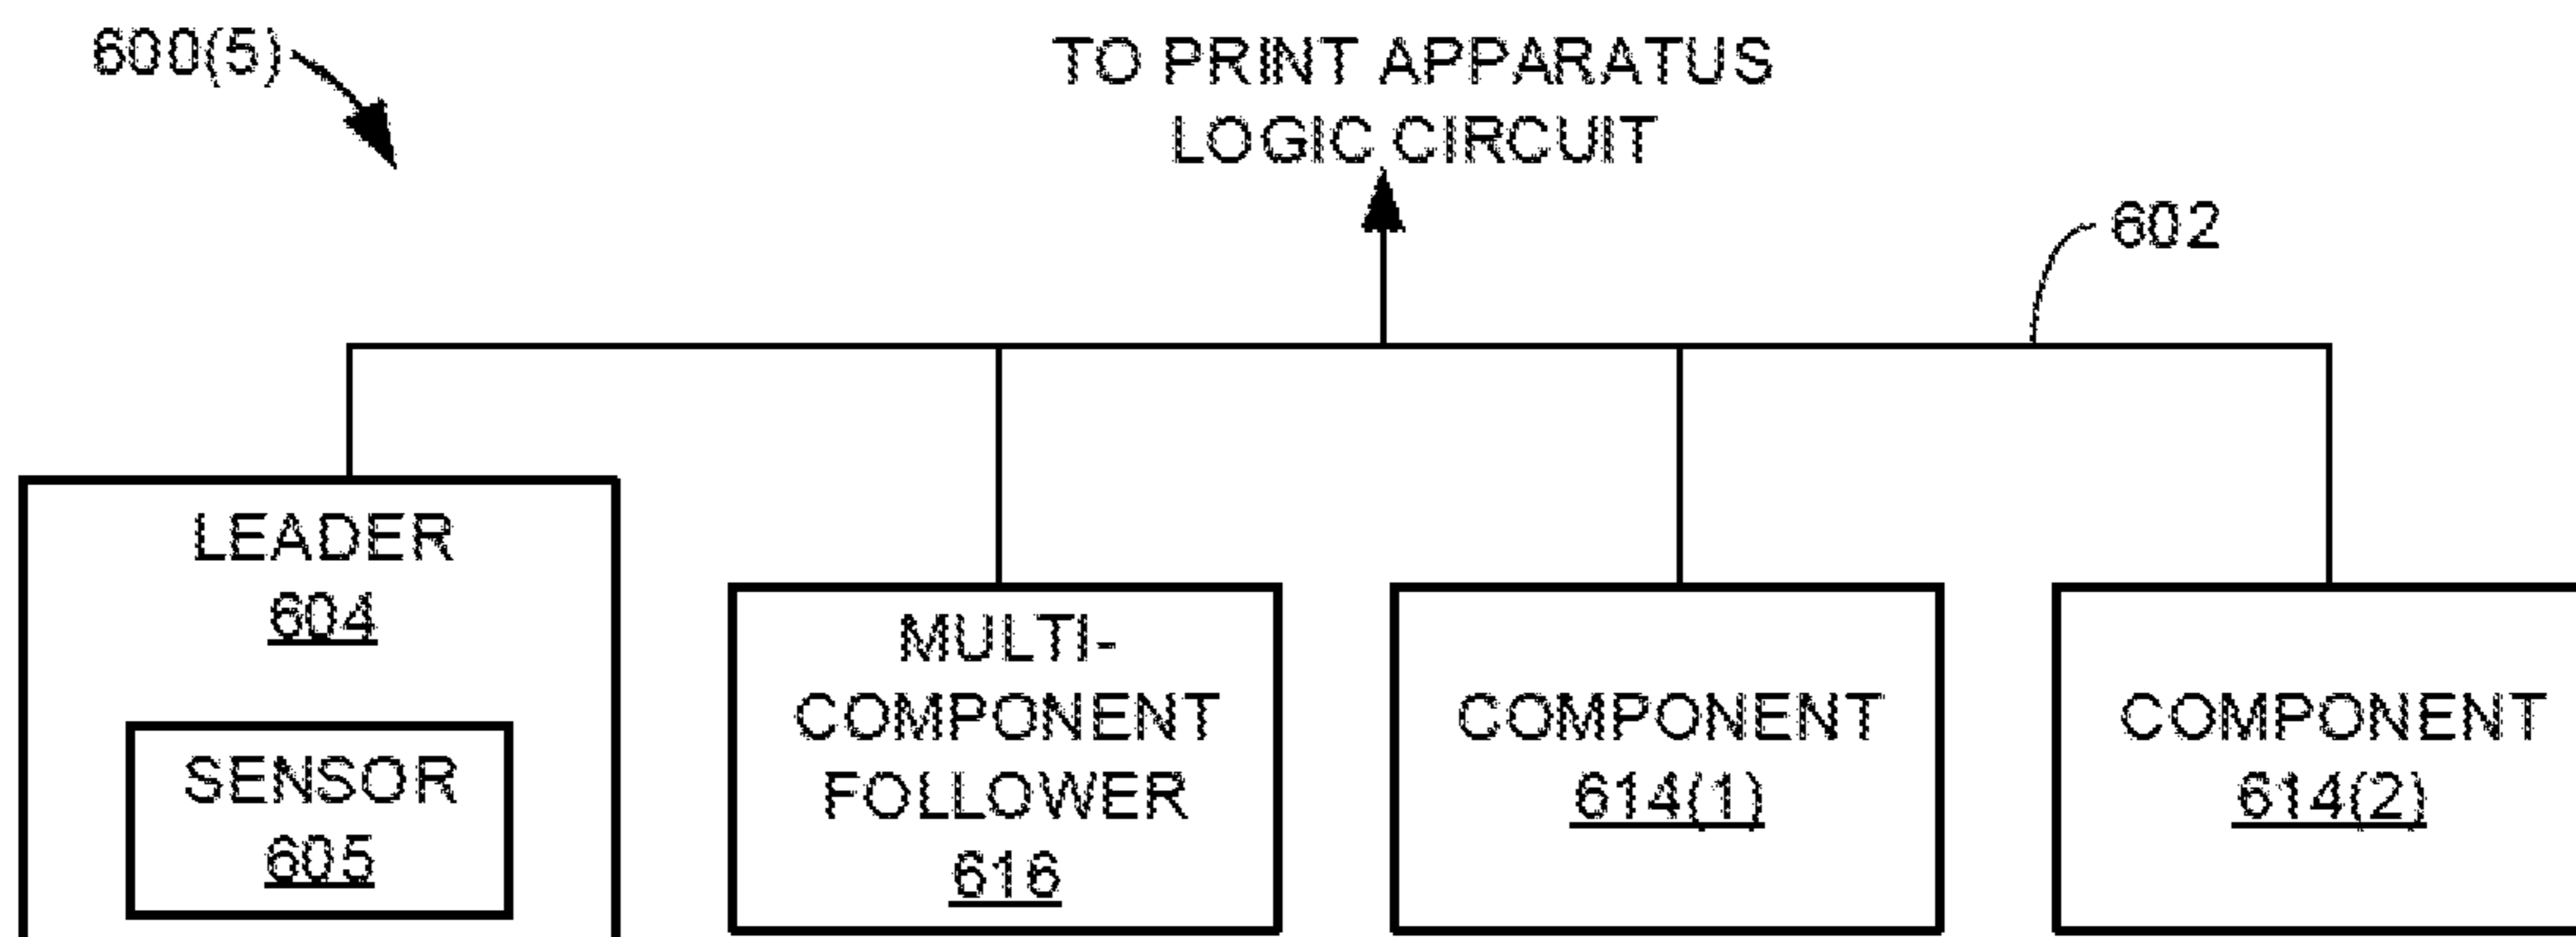 600(5)
TO PRINT APPARATUS
LOGIC CIRCUIT
602
LEADER
604
SENSOR
605
MULTI-
COMPONENT
FOLLOWER
616
COMPONENT
614(1)
COMPONENT
614(2)